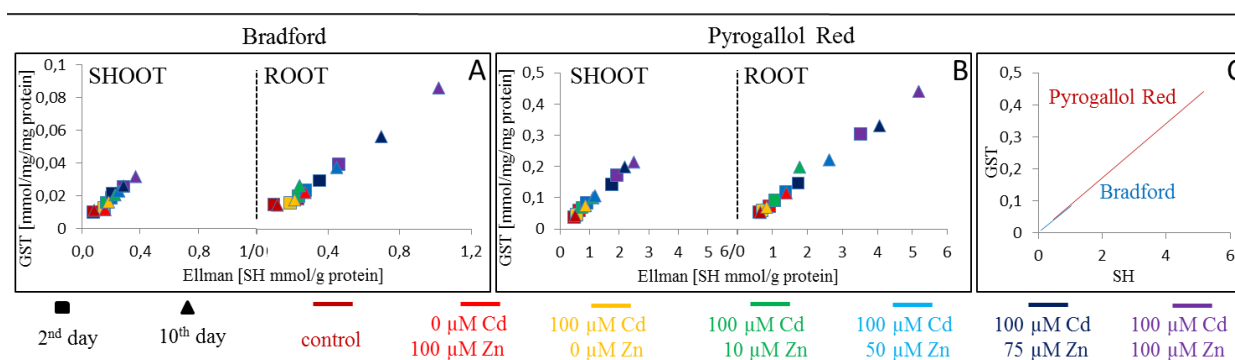 Bradford
Pyrogallol Red
SHOOT
ROOT
A
GST [mmol/mg/mg protein]
0,1
0,08
0,06
0,04
0,02
0
0,0
0,4
0,8
1/0
0,4
0,8
1,2
Ellman [SH mmol/g protein]
SHOOT
ROOT
B
GST [mmol/mg/mg protein]
0,5
0,4
0,3
0,2
0,1
0
0 1 2 3 4 5 6/0 1 2 3 4 5 6
Ellman [SH mmol/g protein]
C
Pyrogallol Red
Bradford
GST
0,5
0,4
0,3
0,2
0,1
0
0 2 4 6
SH
2nd day
10th day
control
0 µM Cd
100 µM Zn
100 µM Cd
0 µM Zn
100 µM Cd
10 µM Zn
100 µM Cd
50 µM Zn
100 µM Cd
75 µM Zn
100 µM Cd
100 µM Zn